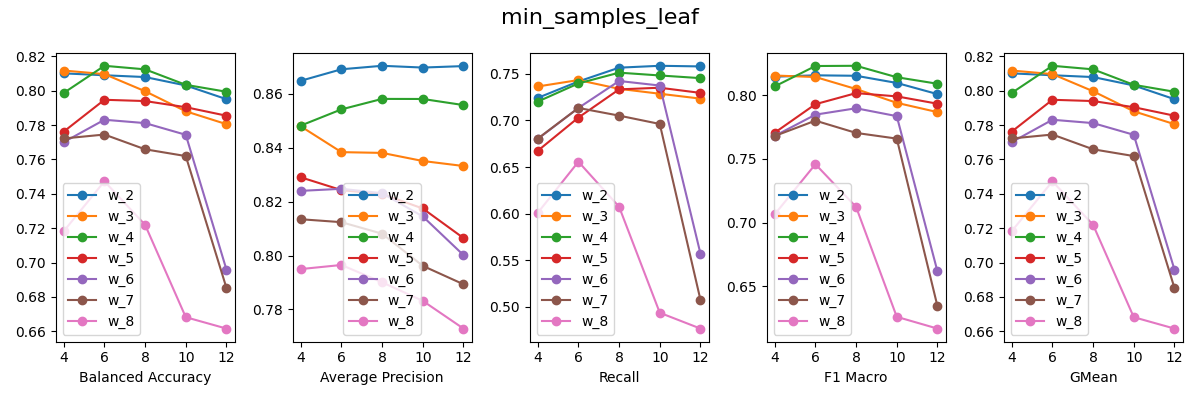 min_samples_leaf
0.82
0.80
0.78
0.76
0.74
0.72
0.70
0.68
0.66
w_2
w_3
w_4
w_5
w_6
w_7
w_8
4 6 8 10 12
Balanced Accuracy
0.86
0.84
0.82
0.80
0.78
w_2
w_3
w_4
w_5
w_6
w_7
w_8
4 6 8 10 12
Average Precision
0.75
0.70
0.65
0.60
0.55
0.50
w_2
w_3
w_4
w_5
w_6
w_7
w_8
4 6 8 10 12
Recall
0.80
0.75
0.70
0.65
w_2
w_3
w_4
w_5
w_6
w_7
w_8
4 6 8 10 12
F1 Macro
0.82
0.80
0.78
0.76
0.74
0.72
0.70
0.68
0.66
w_2
w_3
w_4
w_5
w_6
w_7
w_8
4 6 8 10 12
GMean